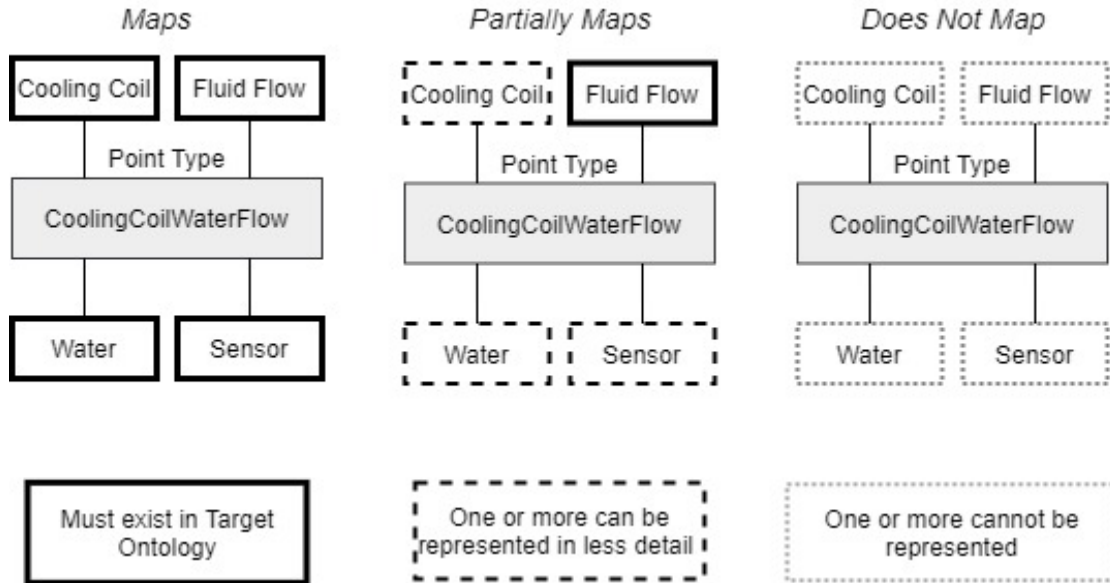 Maps
Partially Maps
Does Not Map
Cooling Coil
Fluid Flow
Cooling Coil
Fluid Flow
Cooling Coil
Fluid Flow
Point Type
Point Type
Point Type
CoolingCoilWaterFlow
CoolingCoilWaterFlow
CoolingCoilWaterFlow
Water
Sensor
Water
Sensor
Water
Sensor
Must exist in Target
Ontology
One or more can be
represented in less detail
One or more cannot be
represented